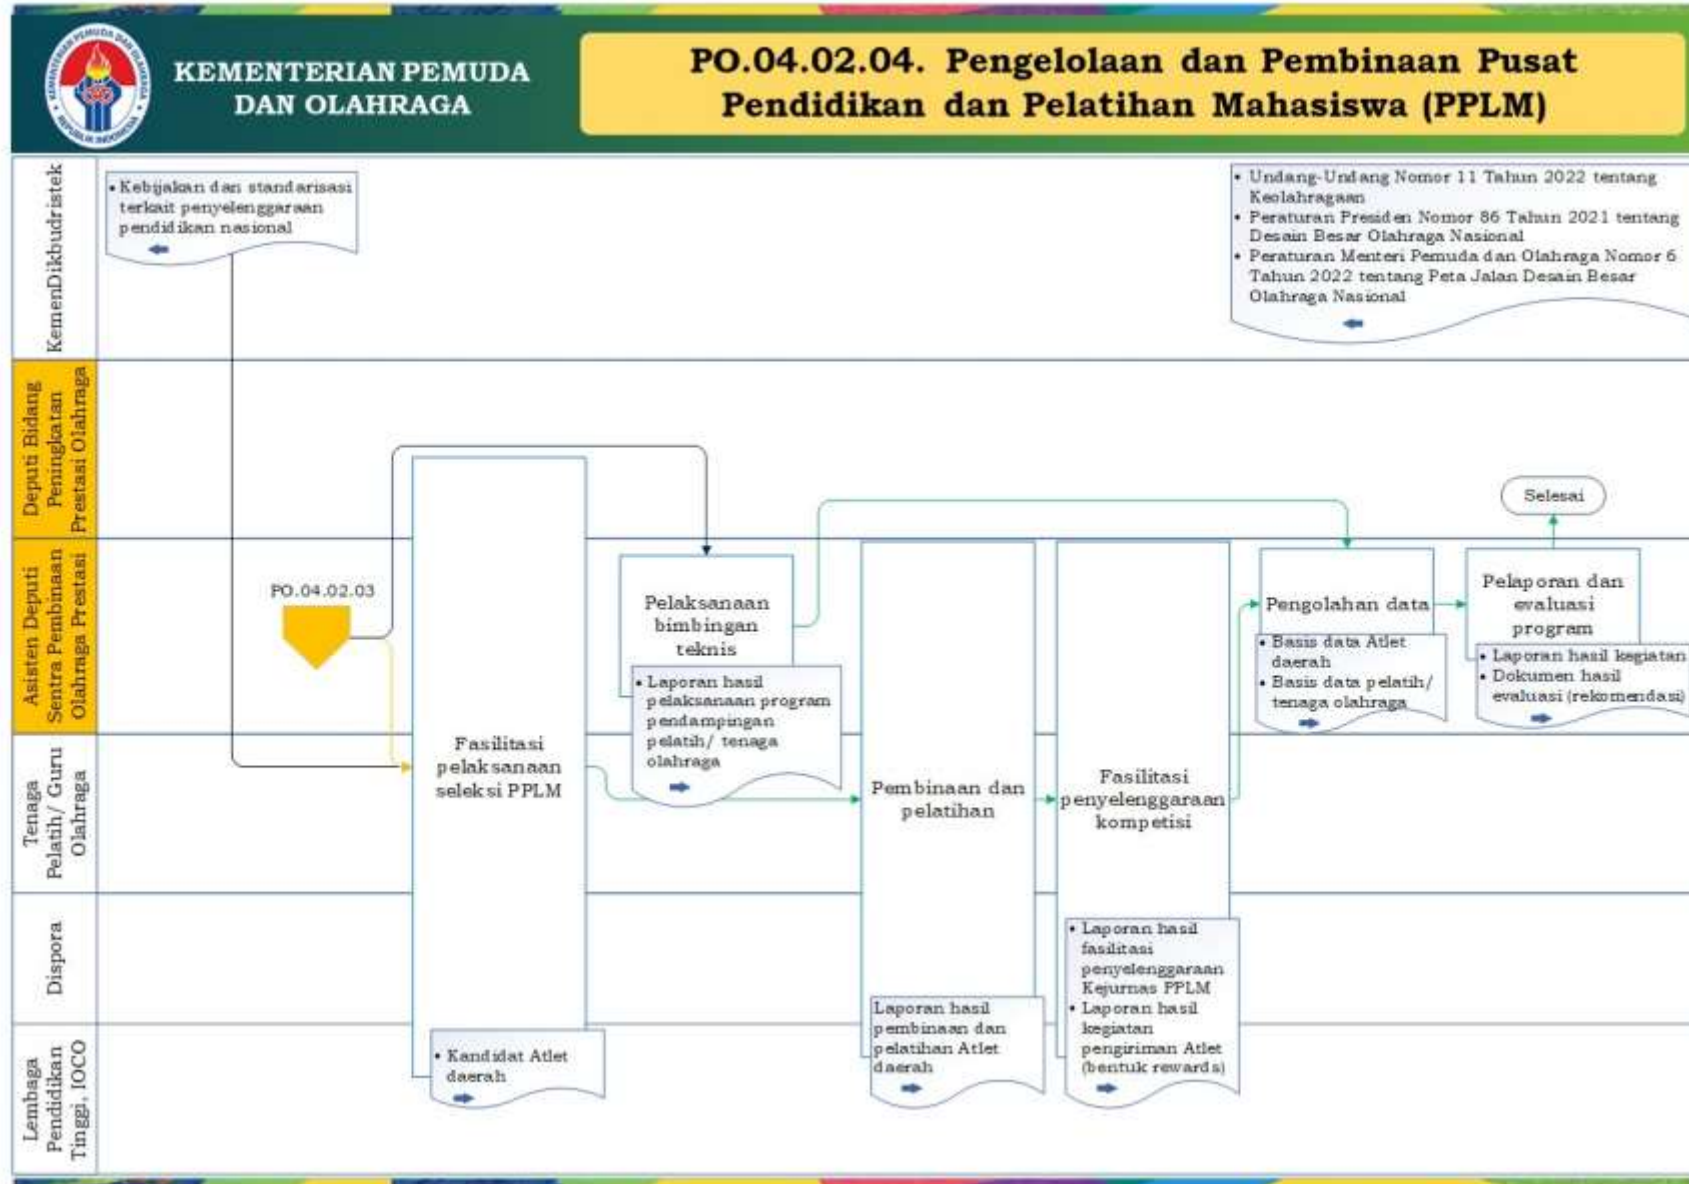 KEMENTERIAN PEMUDA DAN OLAHRAGA
REPUBLIK INDONESIA
KEMENTERIAN PEMUDA
DAN OLAHRAGA
PO.04.02.04. Pengelolaan dan Pembinaan Pusat
Pendidikan dan Pelatihan Mahasiswa (PPLM)
KemenDikbudristek
• Kebijakan dan standarisasi
terkait penyelenggaraan
pendidikan nasional
• Undang-Undang Nomor 11 Tahun 2022 tentang
Keolahragaan
• Peraturan Presiden Nomor 86 Tahun 2021 tentang
Desain Besar Olahraga Nasional
• Peraturan Menteri Pemuda dan Olahraga Nomor 6
Tahun 2022 tentang Peta Jalan Desain Besar
Olahraga Nasional
Deputi Bidang
Peningkatan
Prestasi Olahraga
Selesai
Asisten Deputi
Sentra Pembinaan
Olahraga Prestasi
PO.04.02.03
Pelaksanaan
bimbingan
teknis
• Laporan hasil
pelaksanaan program
pendampingan
pelatih/ tenaga
olahraga
Pengolahan data
• Basis data Atlet
daerah
• Basis data pelatih/
tenaga olahraga
Pelaporan dan
evaluasi
program
• Laporan hasil kegiatan
• Dokumen hasil
evaluasi (rekomendasi)
Tenaga
Pelatih/ Guru
Olahraga
Fasilitasi
pelaksanaan
seleksi PPLM
Pembinaan dan
pelatihan
Fasilitasi
penyelenggaraan
kompetisi
Dispora
• Laporan hasil
fasilitasi
penyelenggaraan
Kejurnas PPLM
• Laporan hasil
kegiatan
pengiriman Atlet
(bentuk rewards)
Laporan hasil
pembinaan dan
pelatihan Atlet
daerah
Lembaga
Pendidikan
Tinggi, IOCO
• Kandidat Atlet
daerah